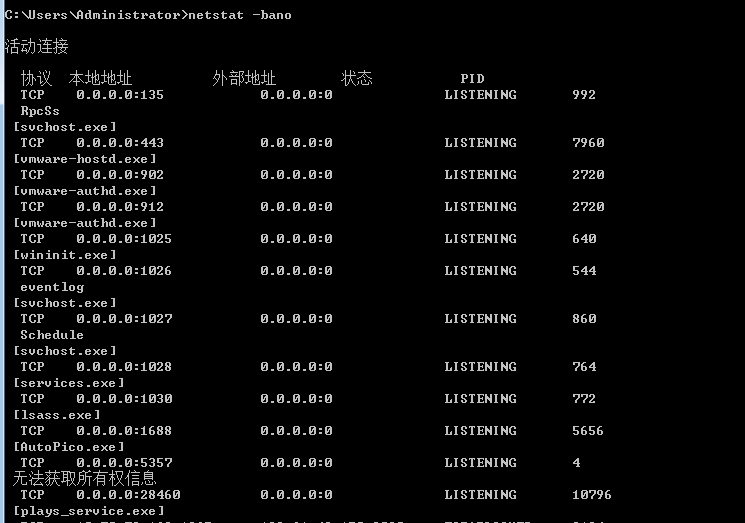 C:\Users\Administrator>netstat -bano
活动连接
协议 本地地址 外部地址 状态 PID
TCP 0.0.0.0:135 0.0.0.0:0 LISTENING 992
RpcSs
[svchost.exe]
TCP 0.0.0.0:443 0.0.0.0:0 LISTENING 7960
[vmware-hostd.exe]
TCP 0.0.0.0:902 0.0.0.0:0 LISTENING 2720
[vmware-authd.exe]
TCP 0.0.0.0:912 0.0.0.0:0 LISTENING 2720
[vmware-authd.exe]
TCP 0.0.0.0:1025 0.0.0.0:0 LISTENING 640
[wininit.exe]
TCP 0.0.0.0:1026 0.0.0.0:0 LISTENING 544
eventlog
[svchost.exe]
TCP 0.0.0.0:1027 0.0.0.0:0 LISTENING 860
Schedule
[svchost.exe]
TCP 0.0.0.0:1028 0.0.0.0:0 LISTENING 764
[services.exe]
TCP 0.0.0.0:1030 0.0.0.0:0 LISTENING 772
[lsass.exe]
TCP 0.0.0.0:1688 0.0.0.0:0 LISTENING 5656
[AutoPico.exe]
TCP 0.0.0.0:5357 0.0.0.0:0 LISTENING 4
无法获取所有权信息
TCP 0.0.0.0:28460 0.0.0.0:0 LISTENING 10796
[plays_service.exe]